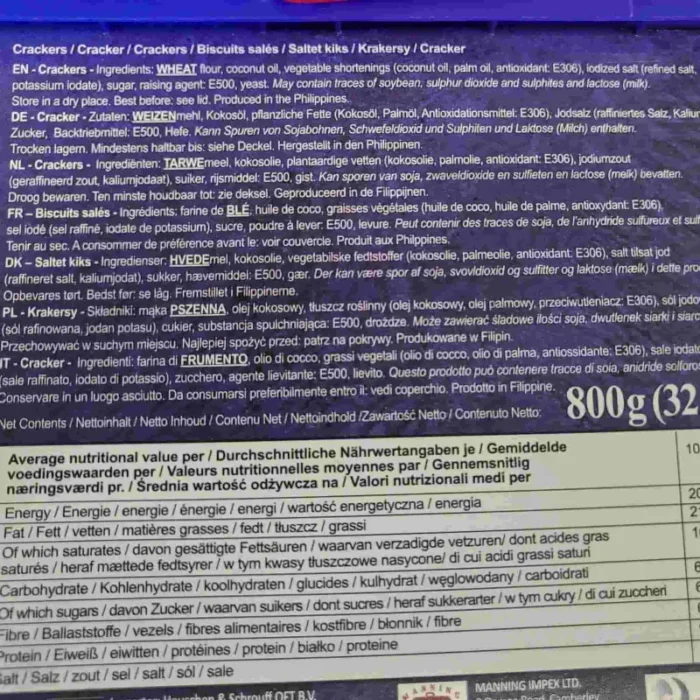 Crackers / Cracker / Crackers / Biscuits salés / Saltet kiks / Krakersy / Cracker
EN - Crackers - Ingredients: WHEAT flour, coconut oil, vegetable shortenings (coconut oil, palm oil, antioxidant: E306), iodized salt (refined salt,
potassium iodate), sugar, raising agent: E500, yeast. May contain traces of soybean, sulphur dioxide and sulphites and lactose (milk).
Store in a dry place. Best before: see lid. Produced in the Philippines.
DE - Cracker - Zutaten: WEIZENmehl, Kokosöl, pflanzliche Fette (Kokosöl, Palmöl, Antioxidationsmittel: E306), Jodsalz (raffiniertes Salz, Kalium
Zucker, Backtriebmittel: E500, Hefe. Kann Spuren von Sojabohnen, Schwefeldioxid und Sulphiten und Laktose (Milch) enthalten.
Trocken lagern. Mindestens haltbar bis: siehe Deckel. Hergestellt in den Philippinen.
NL - Crackers - Ingrediënten: TARWEmeel, kokosolie, plantaardige vetten (kokosolie, palmolie, antioxidant: E306), jodiumzout
(geraffineerd zout, kaliumjodaat), suiker, rijsmiddel: E500, gist. Kan sporen van soja, zwaveldioxide en sulfieten en lactose (melk) bevatten.
Droog bewaren. Ten minste houdbaar tot: zie deksel. Geproduceerd in de Filippijnen.
FR – Biscuits salés - Ingrédients: farine de BLÉ, huile de coco, graisses végétales (huile de coco, huile de palme, antioxydant: E306),
sel iodé (sel raffiné, iodate de potassium), sucre, poudre à lever: E500, levure. Peut contenir des traces de soja, de l'anhydride sulfureux et sulf
Tenir au sec. A consommer de préférence avant le: voir couvercle. Produit aux Philppines.
DK – Saltet kiks - Ingredienser: HVEDEmel, kokosolie, vegetabilske fedtstoffer (kokosolie, palmeolie, antioxidant: E306), salt tilsat jod
(raffineret salt, kaliumjodat), sukker, hævemiddel: E500, gær. Der kan være spor af soja, svovldioxid og sulfitter og laktose (mælk) i dette pro
Opbevares tørt. Bedst før: se låg. Fremstillet i Filippinerne.
PL - Krakersy - Składniki: mąka PSZENNA, olej kokosowy, tłuszcz roślinny (olej kokosowy, olej palmowy, przeciwutleniacz: E306), sól jodo
(sól rafinowana, jodan potasu), cukier, substancja spulchniająca: E500, drożdże. Może zawierać śladowe ilości soja, dwutlenek siarki i siarc
Przechowywać w suchym miejscu. Najlepiej spożyć przed: patrz na pokrywy. Produkowane w Filipin.
IT - Cracker - Ingredienti: farina di FRUMENTO, olio di cocco, grassi vegetali (olio di cocco, olio di palma, antiossidante: E306), sale iodato
(sale raffinato, iodato di potassio), zucchero, agente lievitante: E500, lievito. Questo prodotto può contenere tracce di soia, anidride solforos
Conservare in un luogo asciutto. Da consumarsi preferibilmente entro il: vedi coperchio. Prodotto in Filippine.
Net Contents / Nettoinhalt / Netto Inhoud / Contenu Net / Nettoindhold /Zawartość Netto / Contenuto Netto: 800g (32.
Average nutritional value per / Durchschnittliche Nährwertangaben je / Gemiddelde
voedingswaarden per / Valeurs nutritionnelles moyennes par / Gennemsnitlig
næringsværdi pr. / Średnia wartość odżywcza na / Valori nutrizionali medi per
10
Energy / Energie / energie / énergie / energi / wartość energetyczna / energia
20
Fat / Fett / vetten / matières grasses / fedt / tłuszcz / grassi
Of which saturates / davon gesättigte Fettsäuren / waarvan verzadigde vetzuren/ dont acides gras
saturés / heraf mættede fedtsyrer / w tym kwasy tłuszczowe nasycone/ di cui acidi grassi saturi
Carbohydrate / Kohlenhydrate / koolhydraten / glucides / kulhydrat / węglowodany / carboidrati
Of which sugars / davon Zucker / waarvan suikers / dont sucres / heraf sukkerarter / w tym cukry / di cui zuccheri
Fibre / Ballaststoffe / vezels / fibres alimentaires / kostfibre / błonnik / fibre
Protein / Eiweiß / eiwitten / protéines / protein / białko / proteine
Salt / Salz / zout / sel / salt / sól / sale
Schrouff OFT B.V.
MANNING
MANNING IMPEX LTD.
Road, Camberley